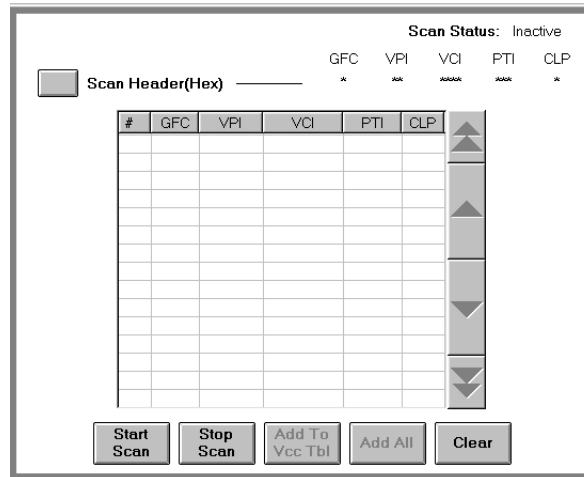 Scan Status: Inactive
GFC VPI VCI PTI CLP
Scan Header(Hex) * ** **** *** *
# GFC VPI VCI PTI CLP
Start Scan
Stop Scan
Add To Vcc Tbl
Add All
Clear